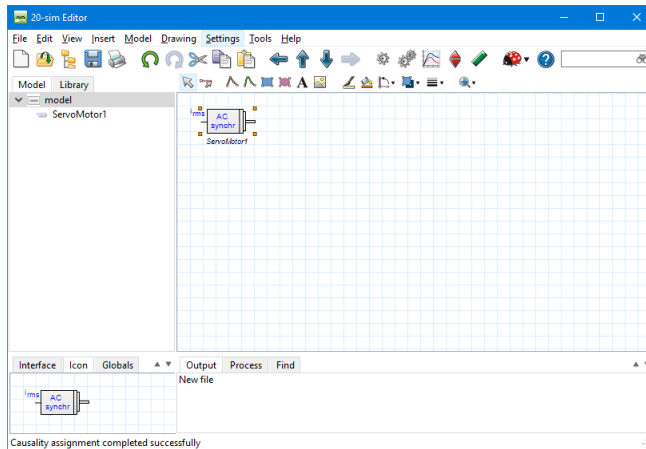 20-sim Editor
File Edit View Insert Model Drawing Settings Tools Help
Model Library
model
ServoMotor1
irms
AC
synchr
ServoMotor1
Interface Icon Globals
Output Process Find
New file
irms
AC
synchr
Causality assignment completed successfully